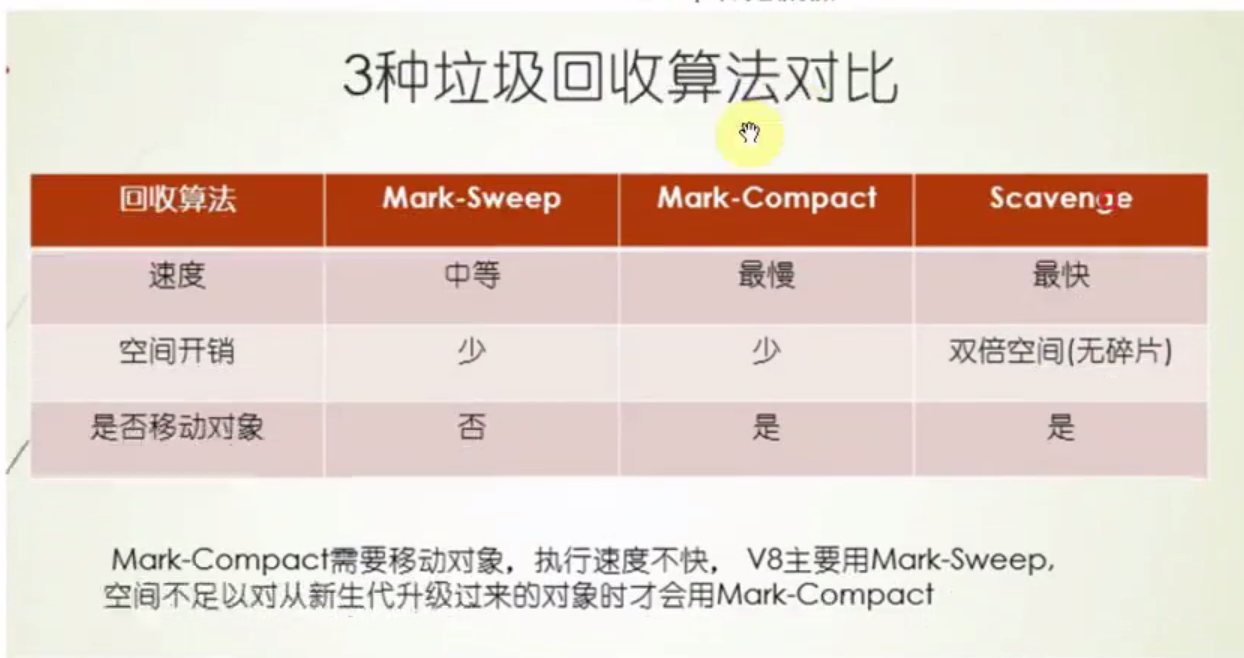 3种垃圾回收算法对比
回收算法 Mark-Sweep Mark-Compact Scavenge
速度 中等 最慢 最快
空间开销 少 少 双倍空间(无碎片)
是否移动对象 否 是 是
Mark-Compact需要移动对象，执行速度不快， V8主要用Mark-Sweep,
空间不足以对从新生代升级过来的对象时才会用Mark-Compact